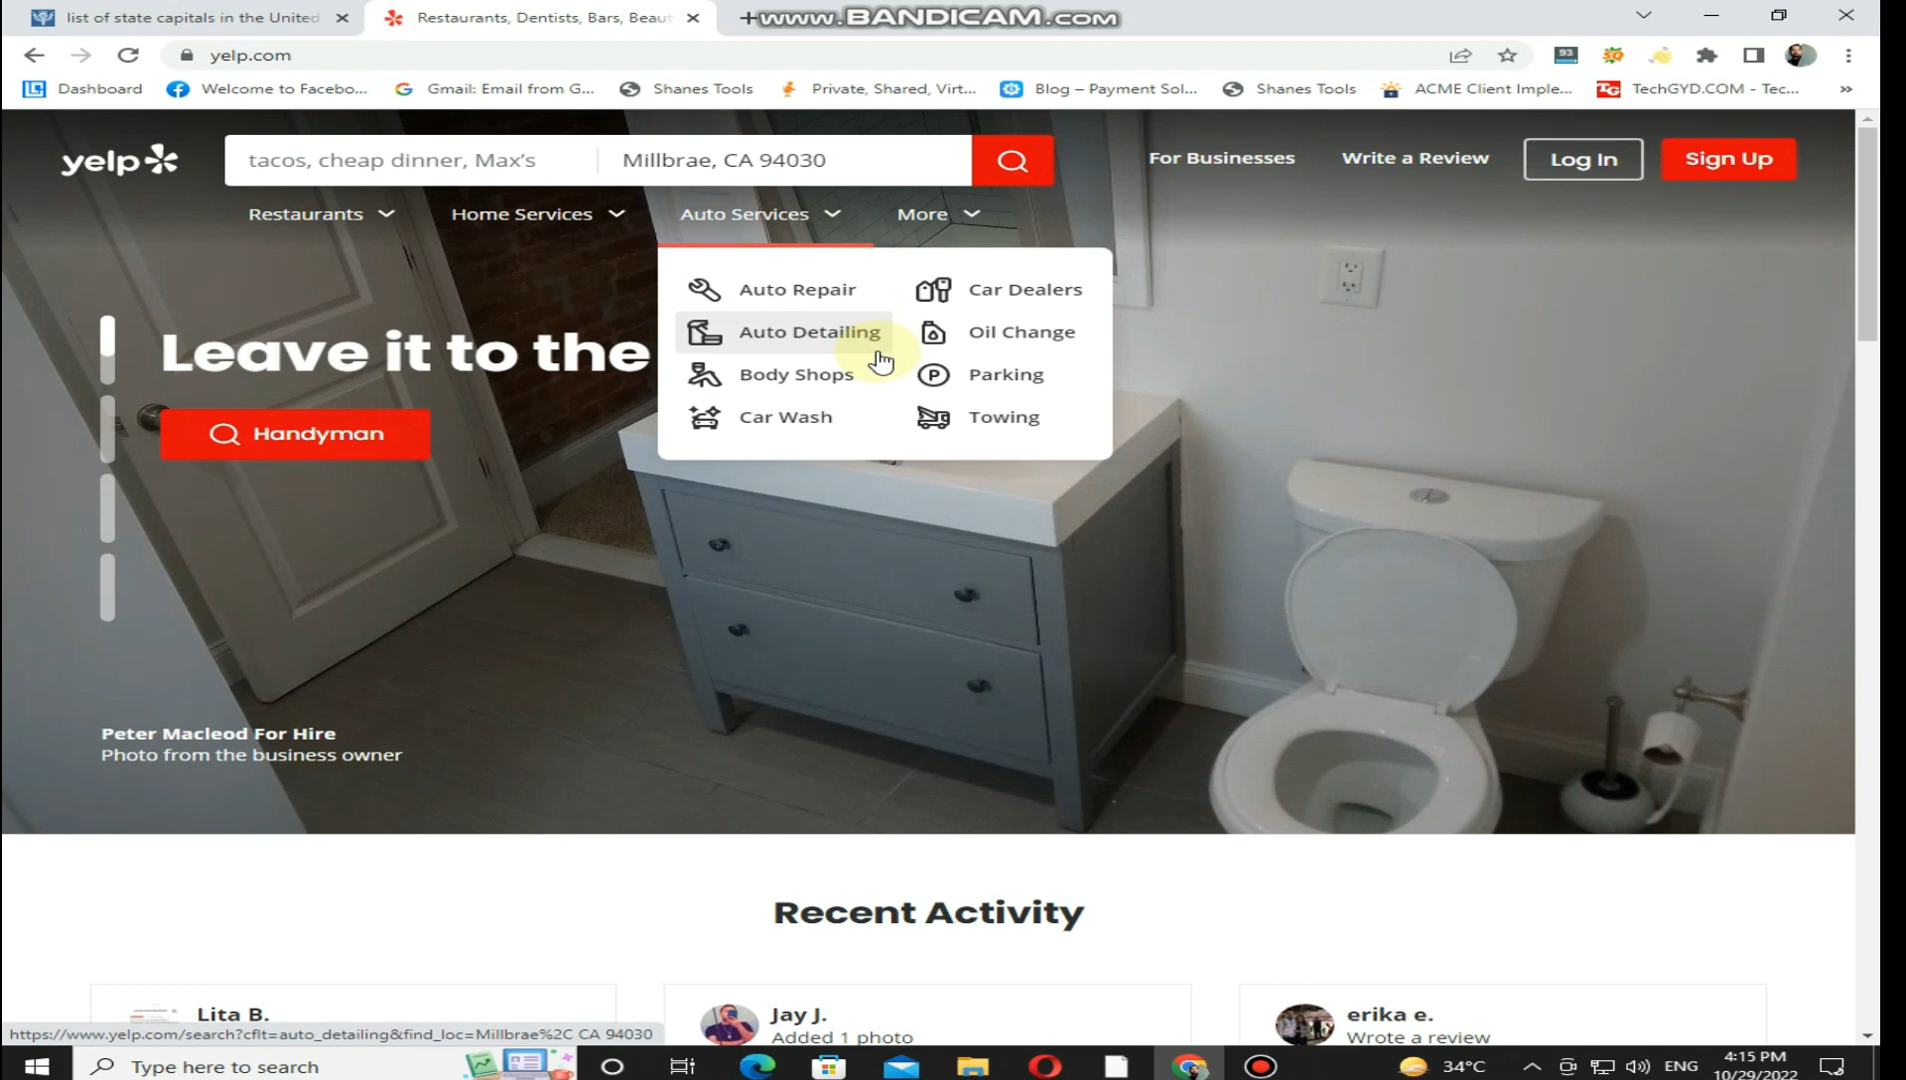 list of state capitals in the United
Restaurants, Dentists, Bars, Beau
www.BANDICAM.com
yelp.com
93
Dashboard
Welcome to Facebo...
Gmail: Email from G...
Shanes Tools
Private, Shared, Virt...
Blog – Payment Sol...
Shanes Tools
ACME Client Imple...
TG
TechGYD.COM - Tec...
yelp
tacos, cheap dinner, Max's
Millbrae, CA 94030
For Businesses
Write a Review
Log In
Sign Up
Restaurants
Home Services
Auto Services
More
Auto Repair
Car Dealers
Auto Detailing
Oil Change
Body Shops
Parking
Car Wash
Towing
Leave it to the
Handyman
Peter Macleod For Hire
Photo from the business owner
Recent Activity
Lita B.
Jay J.
Added 1 photo
erika e.
Wrote a review
https://www.yelp.com/search?cflt=auto_detailing&find_loc=Millbrae%2C CA 94030
Type here to search
34°C
ENG
4:15 PM
10/29/2022